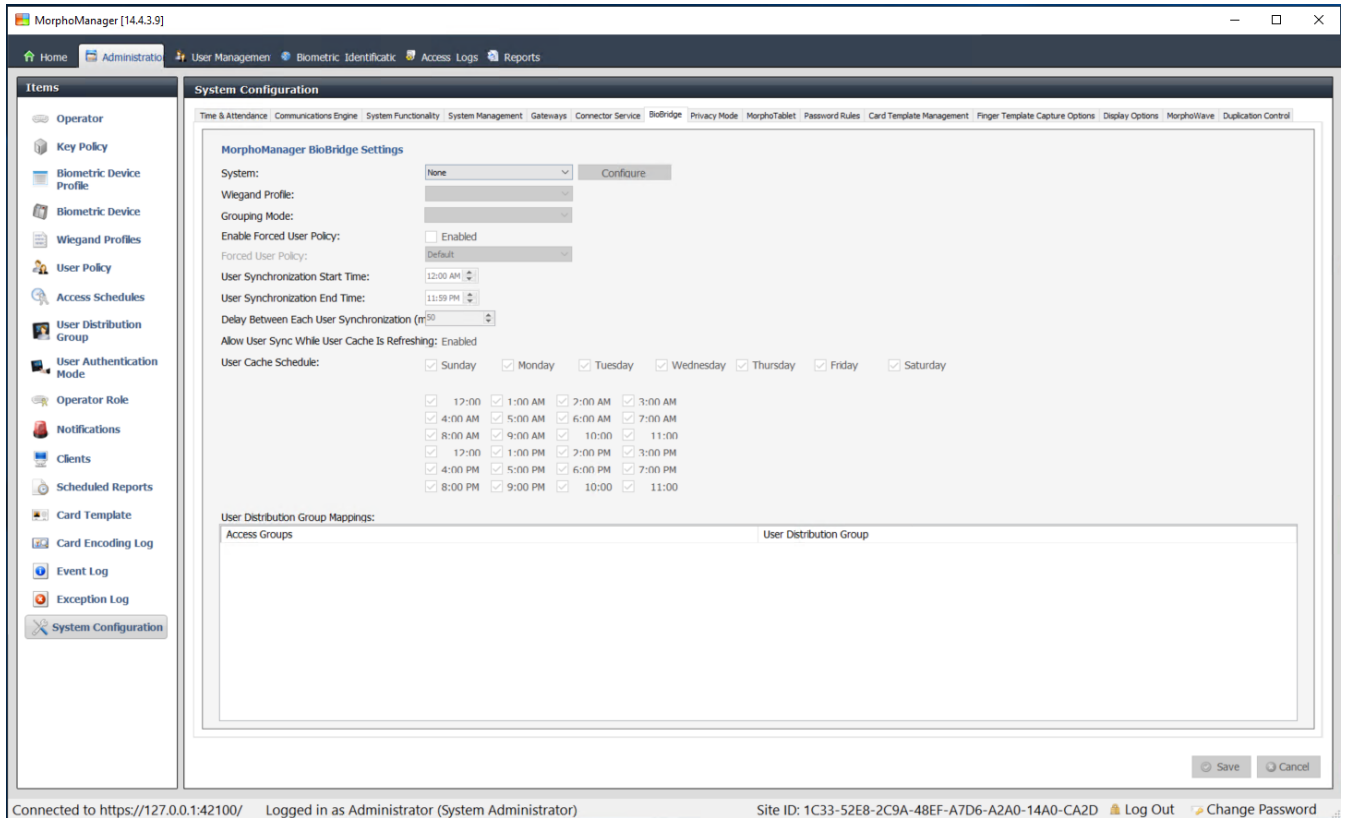 MorphoManager [14.4.3.9]
Home Administratio User Managemen Biometric Identificatic Access Logs Reports
Items
Operator
Key Policy
Biometric Device
Profile
Biometric Device
Wiegand Profiles
User Policy
Access Schedules
User Distribution
Group
User Authentication
Mode
Operator Role
Notifications
Clients
Scheduled Reports
Card Template
Card Encoding Log
Event Log
Exception Log
System Configuration
System Configuration
Time & Attendance Communications Engine System Functionality System Management Gateways Connector Service BioBridge Privacy Mode MorphoTablet Password Rules Card Template Management Finger Template Capture Options Display Options MorphoWave Duplication Control
MorphoManager BioBridge Settings
System: None Configure
Wiegand Profile:
Grouping Mode:
Enable Forced User Policy: Enabled
Forced User Policy: Default
User Synchronization Start Time: 12:00 AM
User Synchronization End Time: 11:59 PM
Delay Between Each User Synchronization (m 50
Allow User Sync While User Cache Is Refreshing: Enabled
User Cache Schedule: Sunday Monday Tuesday Wednesday Thursday Friday Saturday
12:00 1:00 AM 2:00 AM 3:00 AM
4:00 AM 5:00 AM 6:00 AM 7:00 AM
8:00 AM 9:00 AM 10:00 11:00
12:00 1:00 PM 2:00 PM 3:00 PM
4:00 PM 5:00 PM 6:00 PM 7:00 PM
8:00 PM 9:00 PM 10:00 11:00
User Distribution Group Mappings:
Access Groups User Distribution Group
Save Cancel
Connected to https://127.0.0.1:42100/ Logged in as Administrator (System Administrator) Site ID: 1C33-52E8-2C9A-48EF-A7D6-A2A0-14A0-CA2D Log Out Change Password